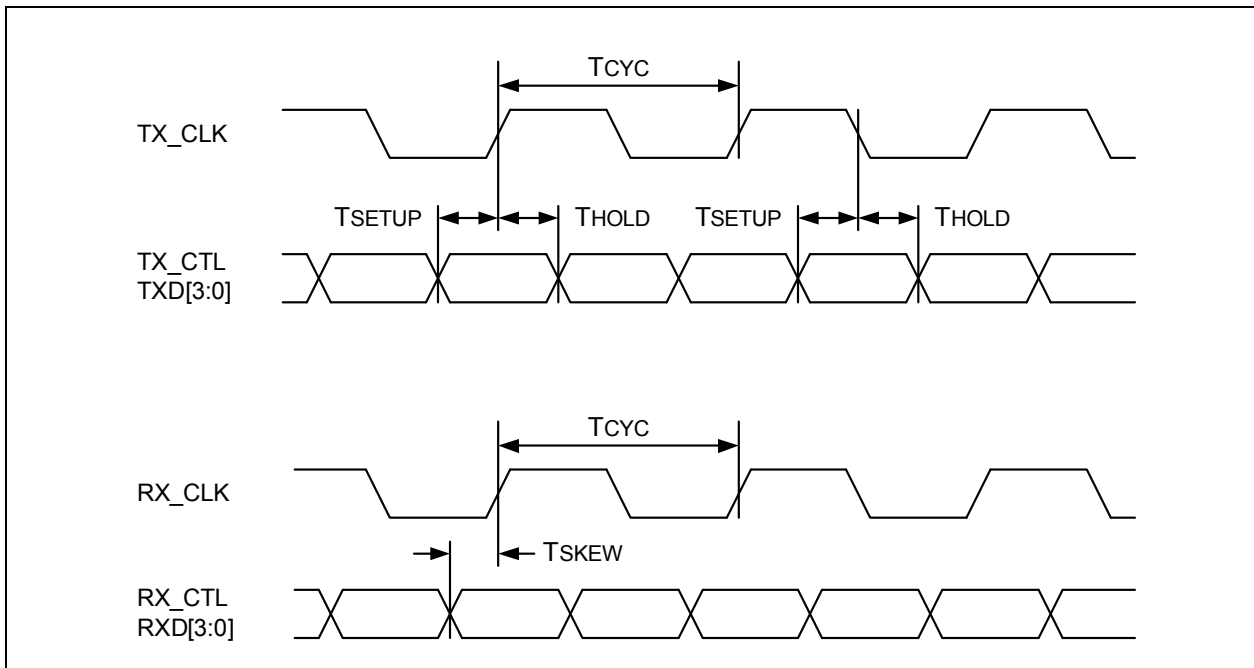 TCYC
TX_CLK
TSETUP THOLD TSETUP THOLD
TX_CTL
TXD[3:0]
TCYC
RX_CLK
TSKEW
RX_CTL
RXD[3:0]